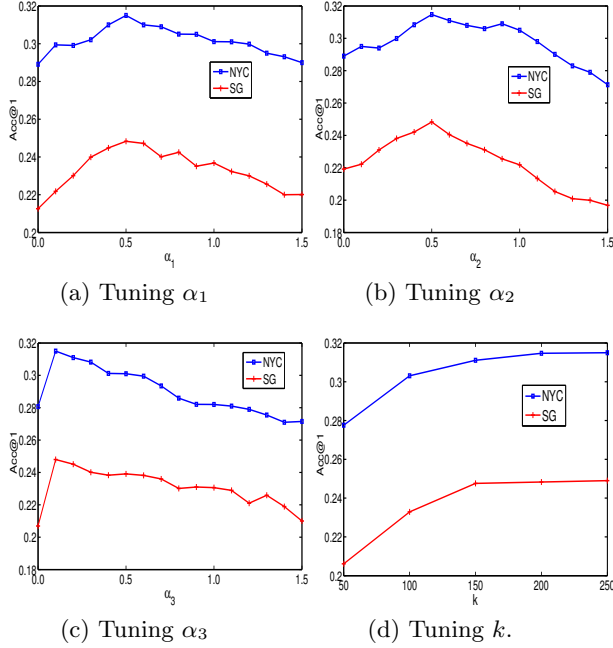 0.32
0.3
0.28
0.26
0.24
0.22
0.2
Acc@1
NYC
SG
0.0 0.5 1.0 1.5
α1
(a) Tuning α1
0.32
0.3
0.28
0.26
0.24
0.22
0.2
0.18
Acc@1
NYC
SG
0.0 0.5 1.0 1.5
α2
(b) Tuning α2
0.32
0.3
0.28
0.26
0.24
0.22
0.2
0.18
Acc@1
NYC
SG
0.0 0.5 1.0 1.5
α3
(c) Tuning α3
0.32
0.3
0.28
0.26
0.24
0.22
0.2
Acc@1
NYC
SG
50 100 150 200 250
k
(d) Tuning k.